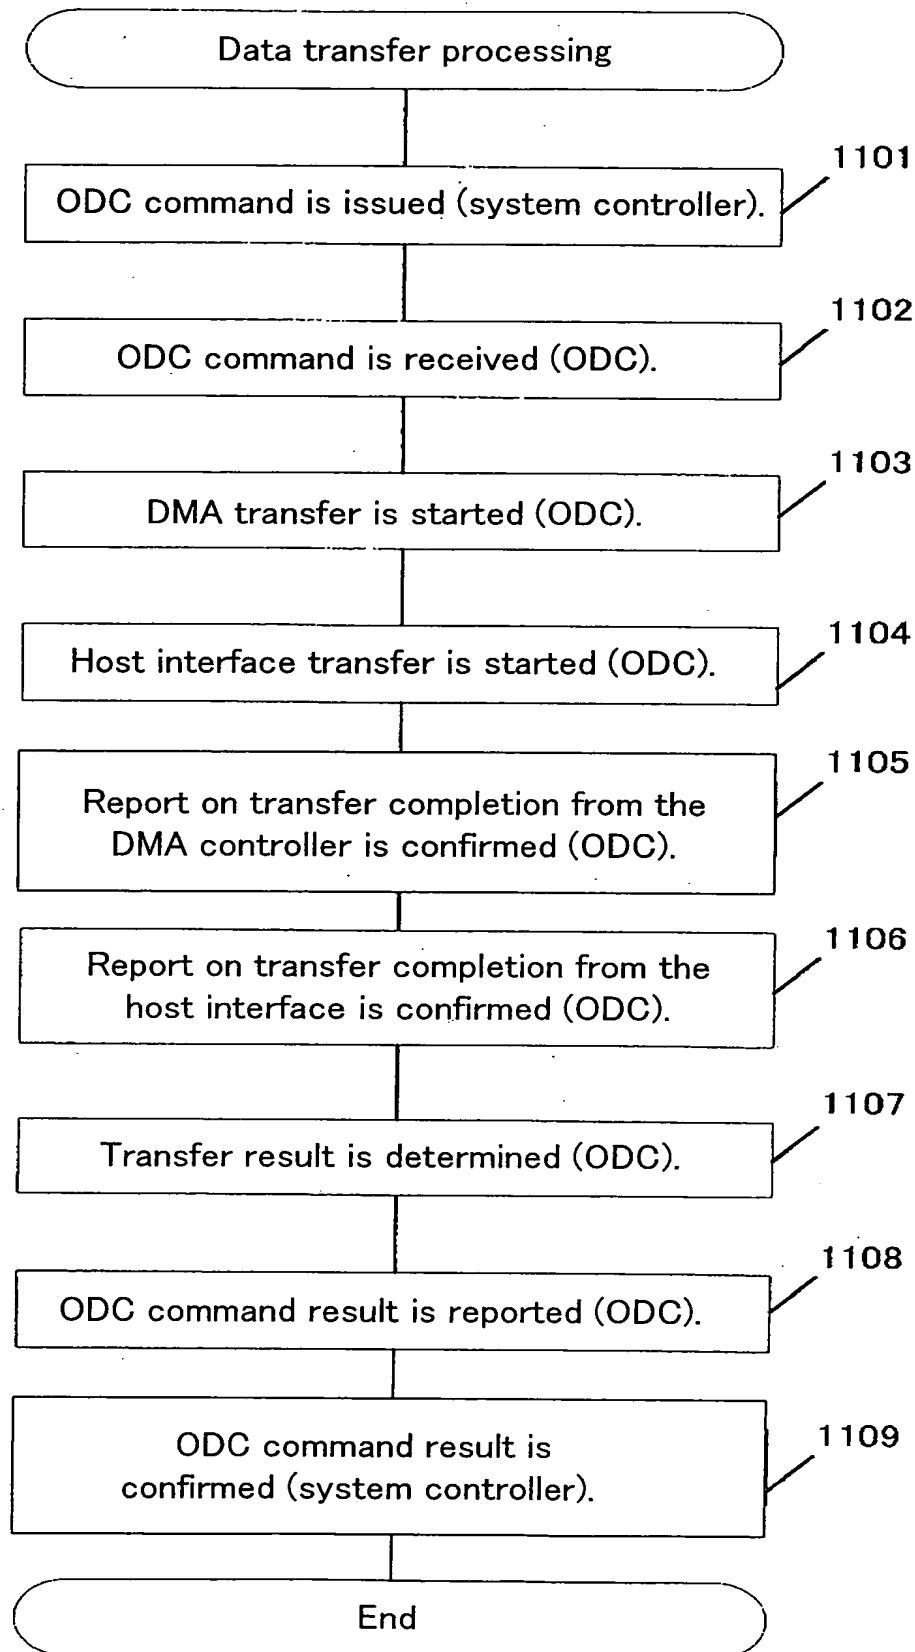 Data transfer processing
1101
ODC command is issued (system controller).
1102
ODC command is received (ODC).
1103
DMA transfer is started (ODC).
1104
Host interface transfer is started (ODC).
1105
Report on transfer completion from the
DMA controller is confirmed (ODC).
1106
Report on transfer completion from the
host interface is confirmed (ODC).
1107
Transfer result is determined (ODC).
1108
ODC command result is reported (ODC).
1109
ODC command result is
confirmed (system controller).
End